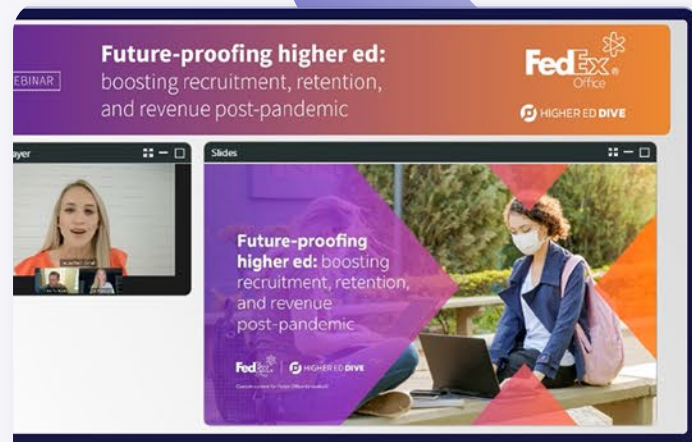 EBINAR
Future-proofing higher ed:
boosting recruitment, retention,
and revenue post-pandemic
FedEx®
Office
HIGHER ED DIVE
ayer
Slides
Future-proofing
higher ed: boosting
recruitment, retention,
and revenue
post-pandemic
FedEx
HIGHER ED DIVE